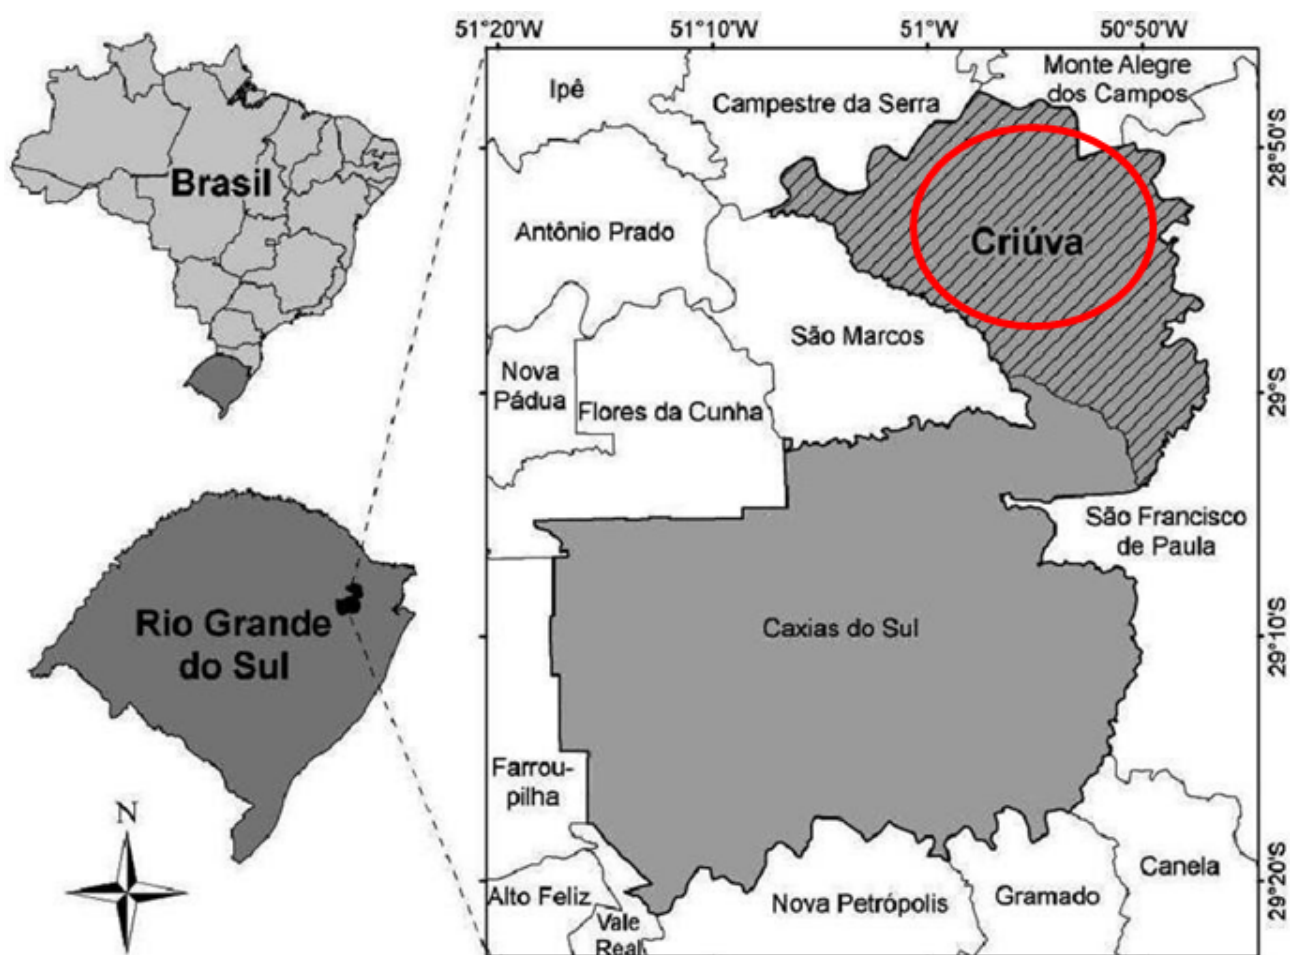 51°20'W
51°10'W
51°W
50°50'W
Brasil
Ipê
Campestre da Serra
Monte Alegre
dos Campos
28°50'S
Antônio Prado
Criúva
São Marcos
Nova
Pádua
Flores da Cunha
29°S
São Francisco
de Paula
Rio Grande
do Sul
Caxias do Sul
29°10'S
Farrou-
pilha
N
Alto Feliz
Vale
Real
Nova Petrópolis
Gramado
Canela
29°20'S